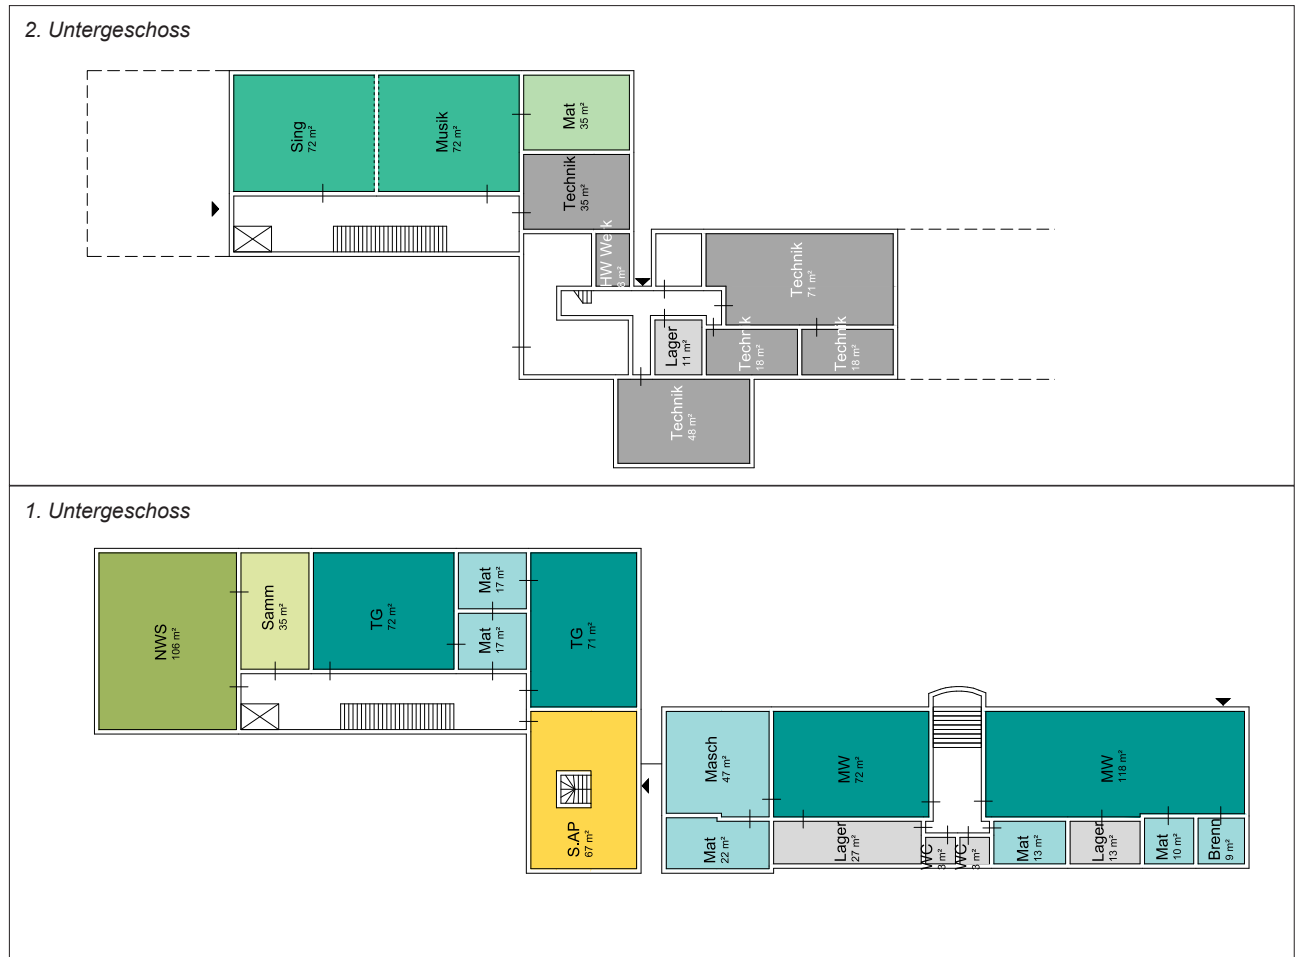 2. Untergeschoss
Sing
72 m²
Musik
72 m²
Mat
35 m²
Technik
35 m²
HW Werk
3 m²
Technik
71 m²
Lager
11 m²
Technik
18 m²
Technik
18 m²
Technik
48 m²
1. Untergeschoss
NWS
106 m²
Samm
35 m²
TG
72 m²
Mat
17 m²
Mat
17 m²
TG
71 m²
S.AP
67 m²
Masch
47 m²
MW
72 m²
MW
118 m²
Mat
22 m²
Lager
27 m²
WC
3 m²
WC
3 m²
Mat
13 m²
Lager
13 m²
Mat
10 m²
Brenn
9 m²